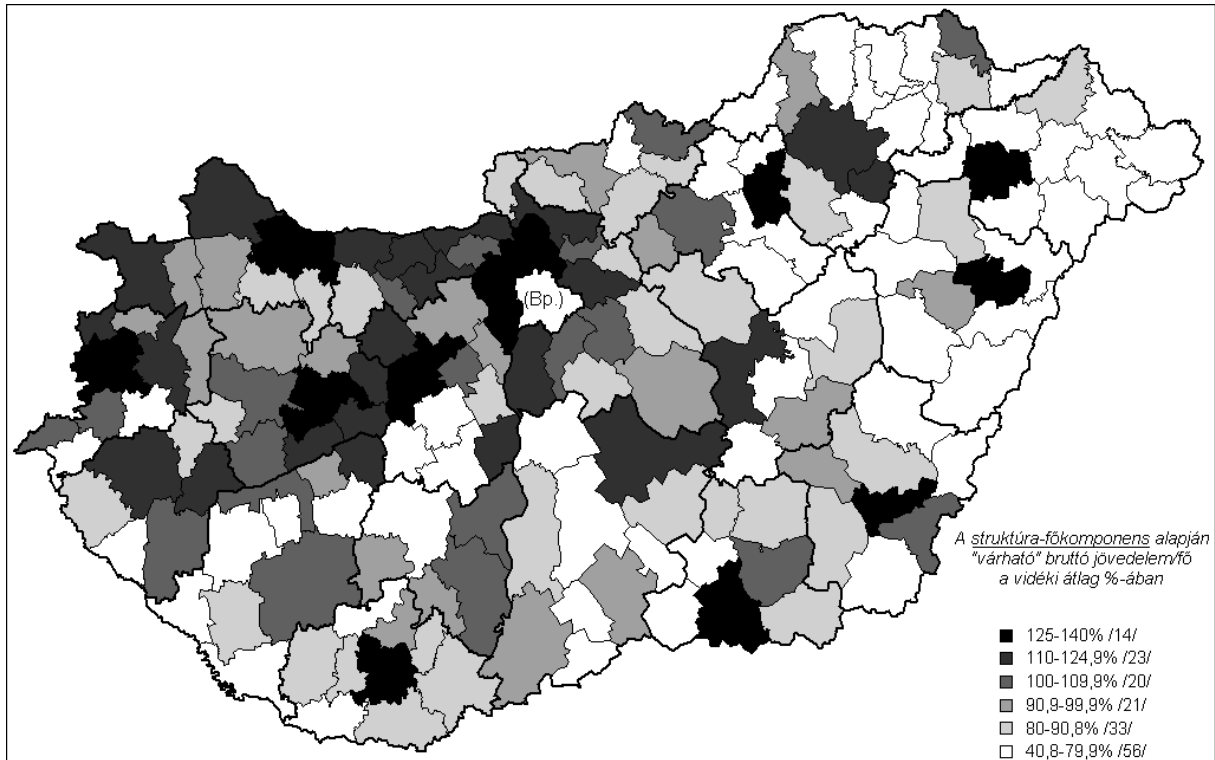 (Bp.)
A struktúra-főkomponens alapján
"várható" bruttó jövedelem/fő
a vidéki átlag %-ában
125-140% /14/
110-124,9% /23/
100-109,9% /20/
90,9-99,9% /21/
80-90,8% /33/
40,8-79,9% /56/